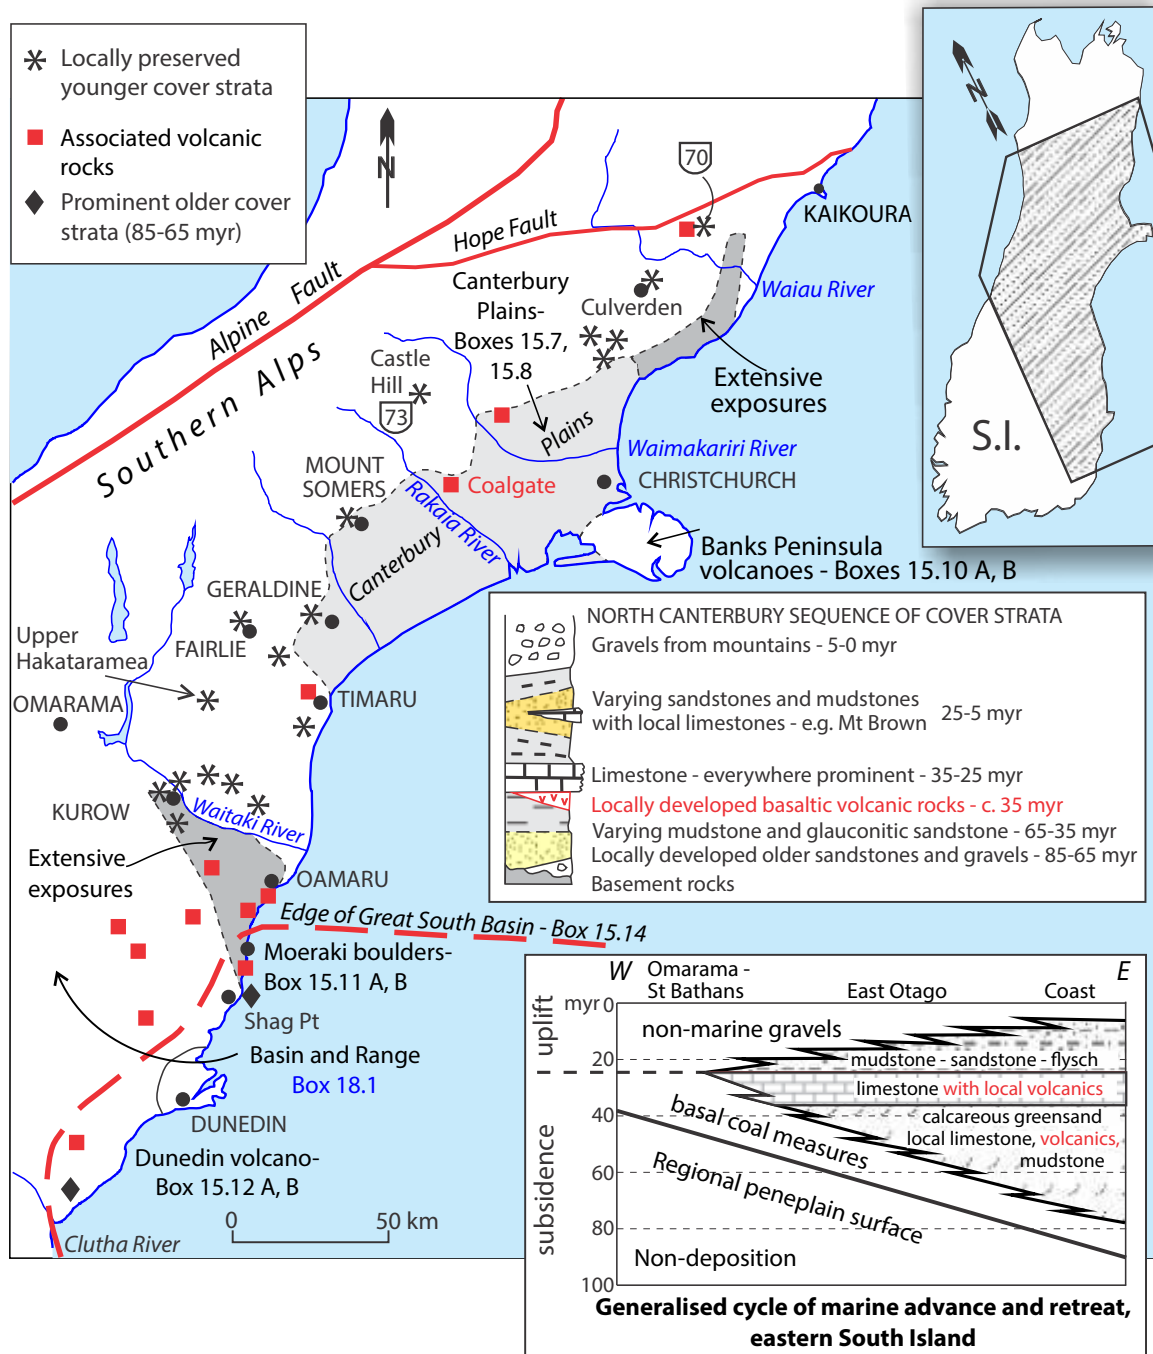 Locally preserved
younger cover strata
Associated volcanic
rocks
Prominent older cover
strata (85-65 myr)
N
N
S.I.
70
KAIKOURA
Hope Fault
Alpine Fault
Southern Alps
Canterbury
Plains-
Boxes 15.7,
15.8
Culverden
Waiau River
Castle
Hill
73
Extensive
exposures
Plains
Waimakariri River
MOUNT
SOMERS
Coalgate
CHRISTCHURCH
Rakaia River
Canterbury
Banks Peninsula
volcanoes - Boxes 15.10 A, B
GERALDINE
FAIRLIE
Upper
Hakataramea
OMARAMA
TIMARU
KUROW
Waitaki River
Extensive
exposures
OAMARU
Edge of Great South Basin - Box 15.14
Moeraki boulders-
Box 15.11 A, B
Shag Pt
Basin and Range
Box 18.1
DUNEDIN
Dunedin volcano-
Box 15.12 A, B
0 50 km
Clutha River
NORTH CANTERBURY SEQUENCE OF COVER STRATA
Gravels from mountains - 5-0 myr
Varying sandstones and mudstones
with local limestones - e.g. Mt Brown 25-5 myr
Limestone - everywhere prominent - 35-25 myr
Locally developed basaltic volcanic rocks - c. 35 myr
Varying mudstone and glauconitic sandstone - 65-35 myr
Locally developed older sandstones and gravels - 85-65 myr
Basement rocks
W Omarama - E
St Bathans East Otago Coast
myr 0
20
40
60
80
100
uplift
subsidence
non-marine gravels
mudstone - sandstone - flysch
limestone with local volcanics
calcareous greensand
local limestone, volcanics,
mudstone
basal coal measures
Regional peneplain surface
Non-deposition
Generalised cycle of marine advance and retreat,
eastern South Island